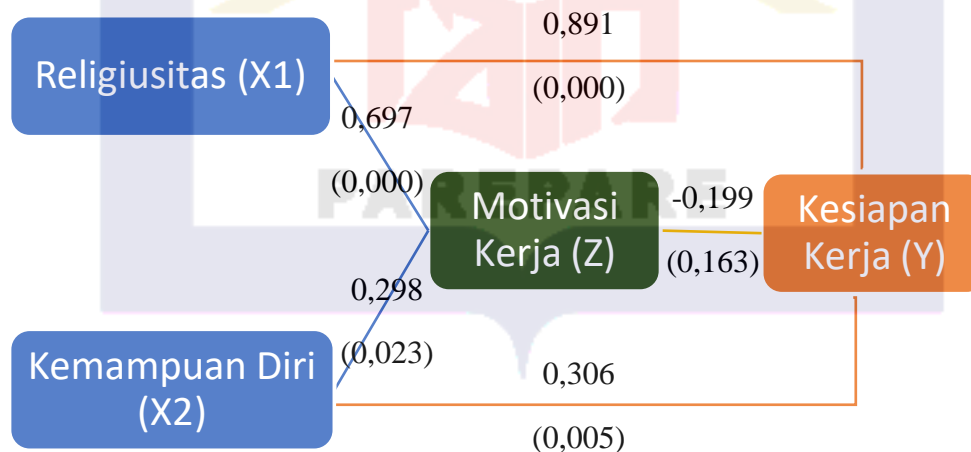 Religiusitas (X1)
0,891
(0,000)
0,697
(0,000)
PAREPARE
Motivasi
Kerja (Z)
-0,199
(0,163)
Kesiapan
Kerja (Y)
0,298
(0,023)
Kemampuan Diri
(X2)
0,306
(0,005)